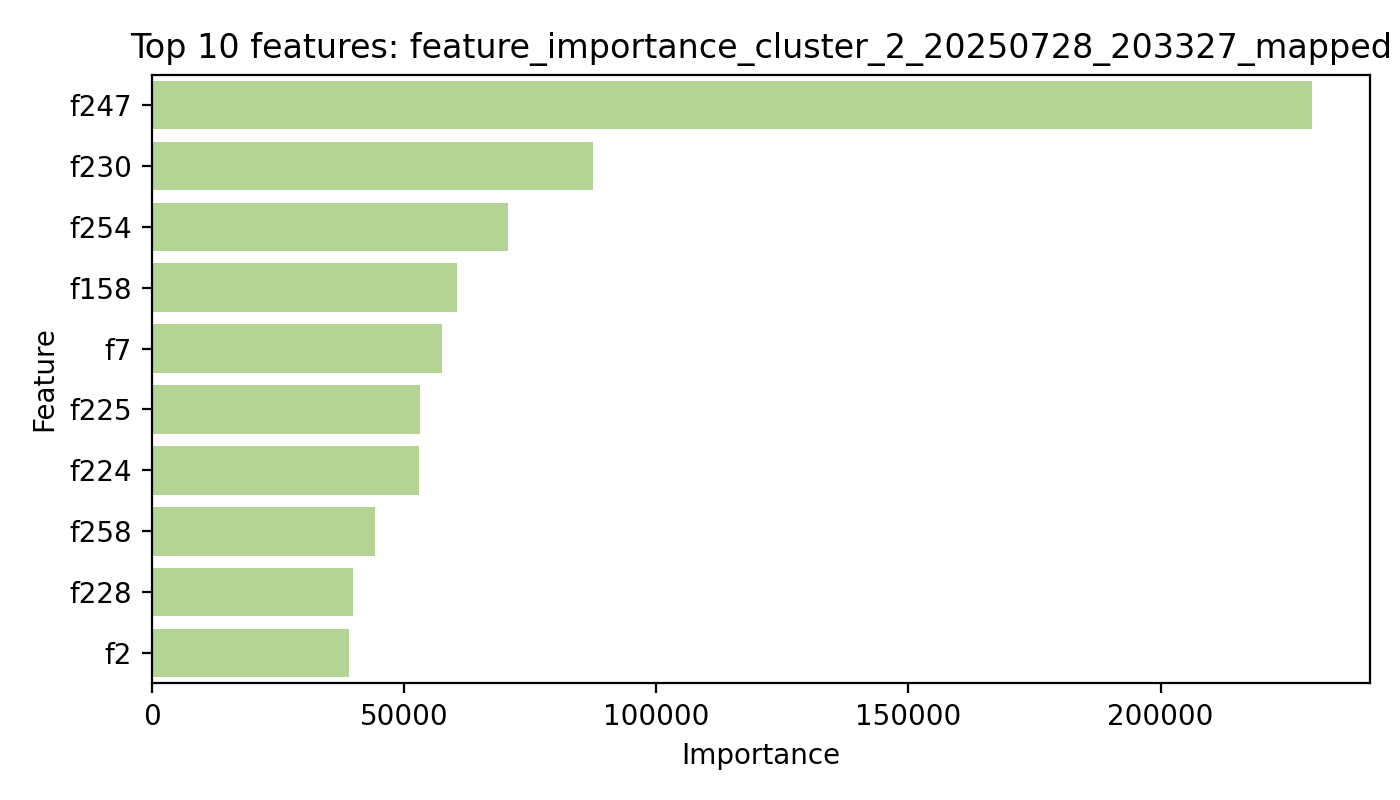 Top 10 features: feature_importance_cluster_2_20250728_203327_mapped
f247
f230
f254
f158
f7
f225
f224
f258
f228
f2
Feature
0 50000 100000 150000 200000
Importance